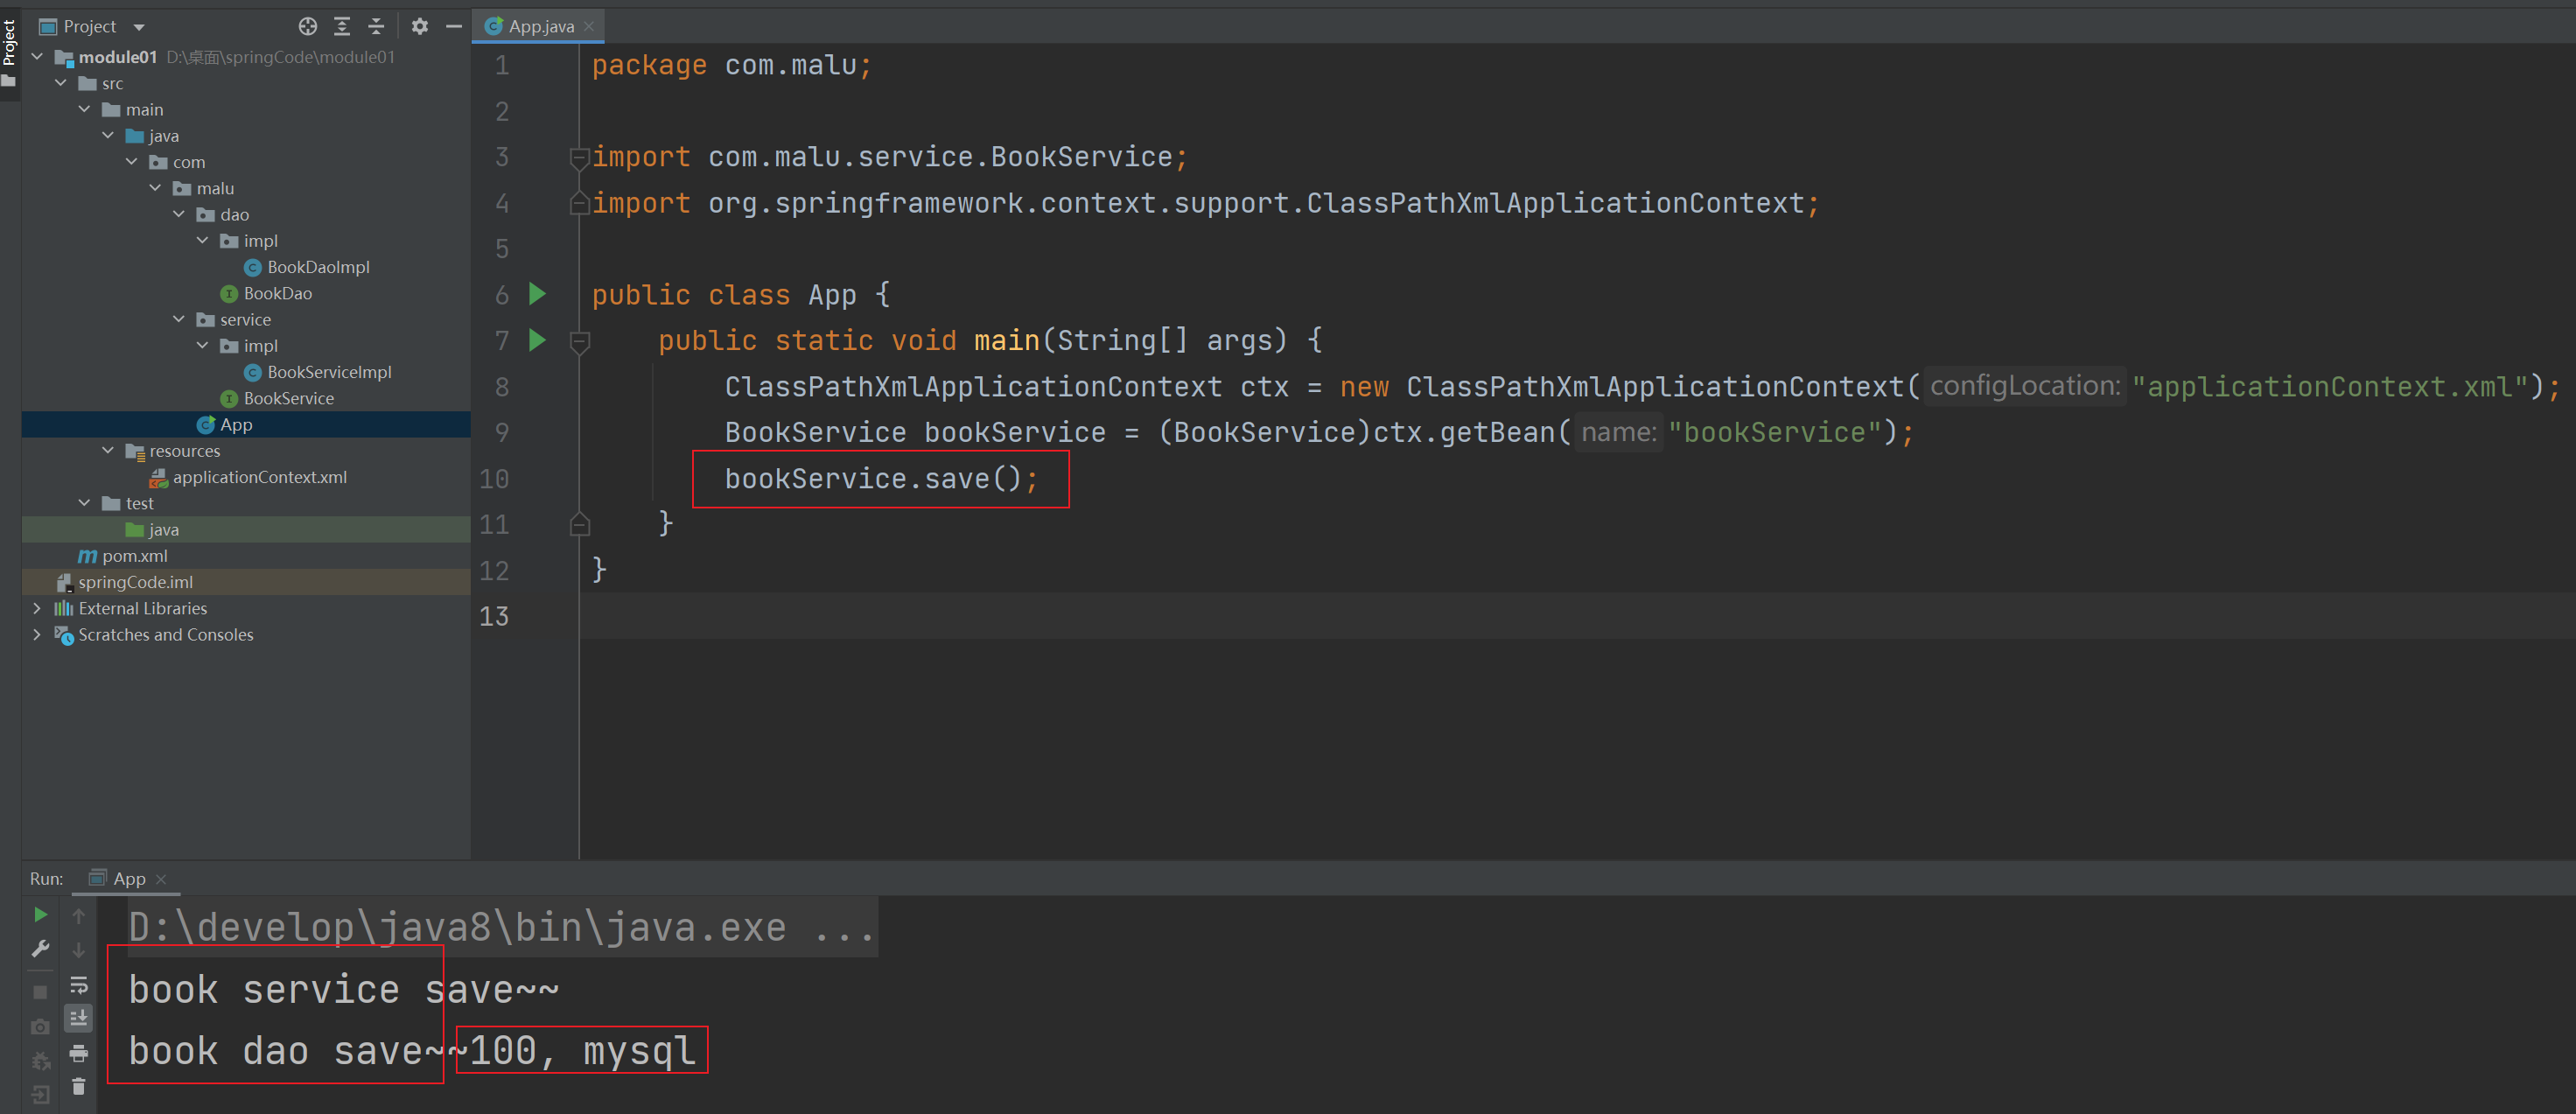 Project
Project
module01 D:\桌面\springCode\module01
src
main
java
com
malu
dao
impl
BookDaoImpl
BookDao
service
impl
BookServiceImpl
BookService
App
resources
applicationContext.xml
test
java
pom.xml
springCode.iml
External Libraries
Scratches and Consoles
App.java
1 package com.malu;
2
3 import com.malu.service.BookService;
4 import org.springframework.context.support.ClassPathXmlApplicationContext;
5
6 public class App {
7 public static void main(String[] args) {
8 ClassPathXmlApplicationContext ctx = new ClassPathXmlApplicationContext( configLocation: "applicationContext.xml");
9 BookService bookService = (BookService)ctx.getBean( name: "bookService");
10 bookService.save();
11 }
12 }
13
Run: App
D:\develop\java8\bin\java.exe ...
book service save~~
book dao save~~100, mysql